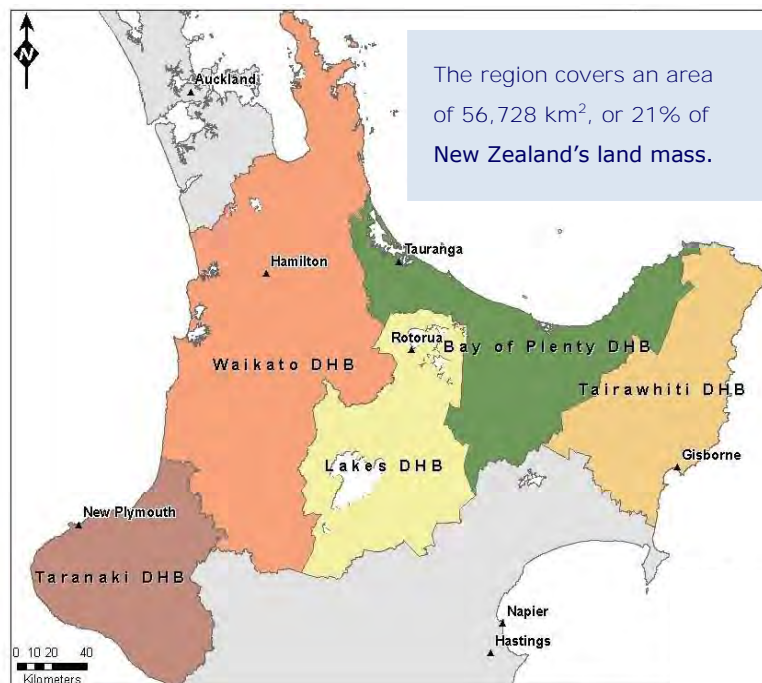 N
Auckland
The region covers an area
of 56,728 km², or 21% of
New Zealand's land mass.
Tauranga
Hamilton
Rotorua
Bay of Plenty DHB
Waikato DHB
Tairawhiti DHB
Lakes DHB
Gisborne
New Plymouth
Taranaki DHB
Napier
Hastings
0 10 20 40
Kilometers